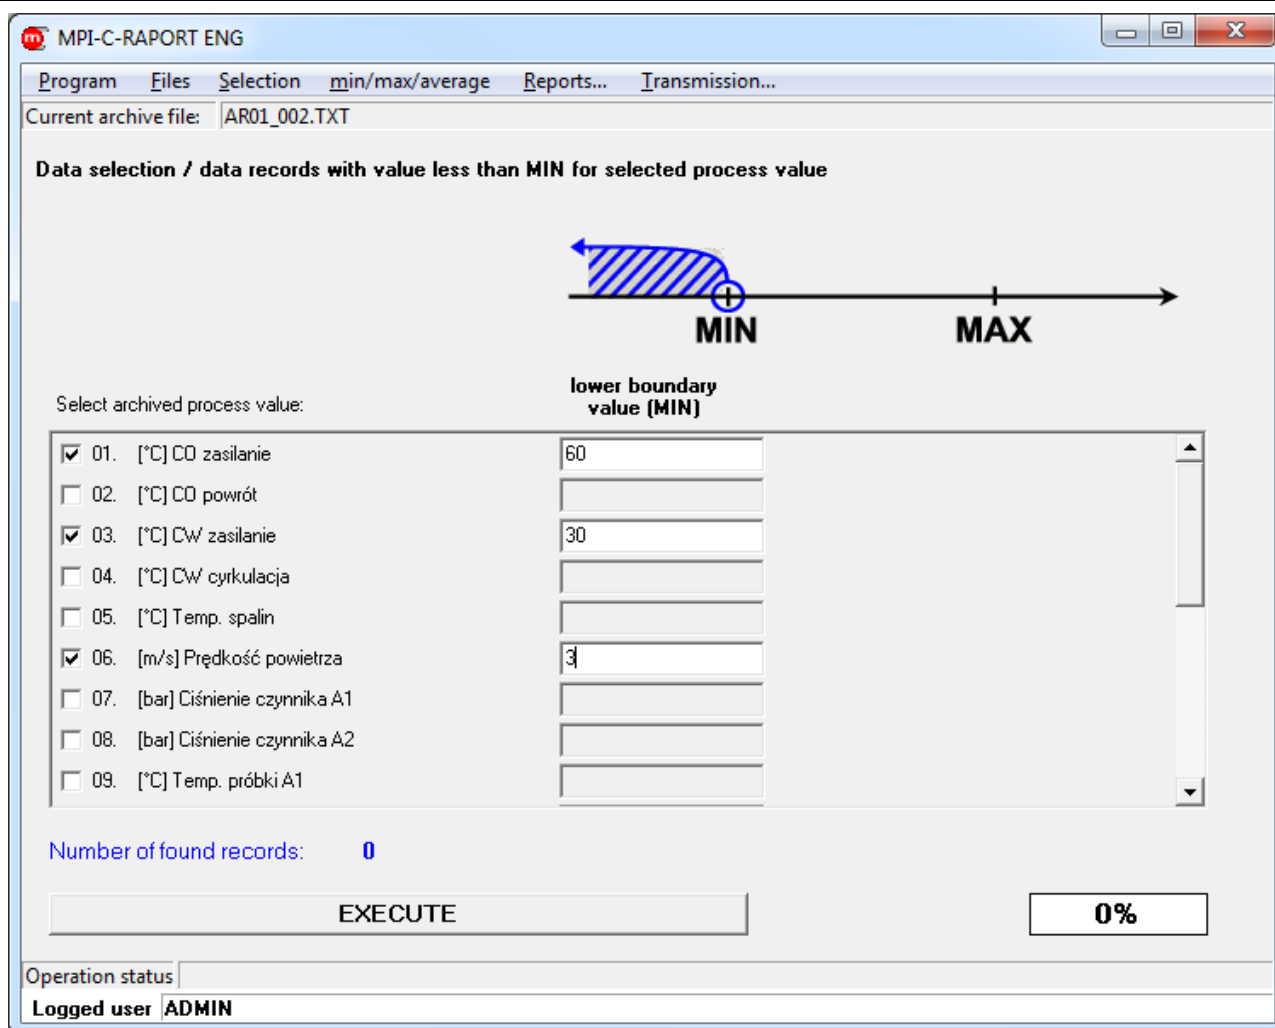 MPI-C-RAPORT ENG
Program Files Selection min/max/average Reports... Transmission...
Current archive file: AR01_002.TXT
Data selection / data records with value less than MIN for selected process value
MIN MAX
lower boundary
value (MIN)
Select archived process value:
01. [°C] CO zasilanie 60
02. [°C] CO powrót
03. [°C] CW zasilanie 30
04. [°C] CW cyrkulacja
05. [°C] Temp. spalin
06. [m/s] Prędkość powietrza 3
07. [bar] Ciśnienie czynnika A1
08. [bar] Ciśnienie czynnika A2
09. [°C] Temp. próbki A1
Number of found records: 0
EXECUTE 0%
Operation status
Logged user ADMIN